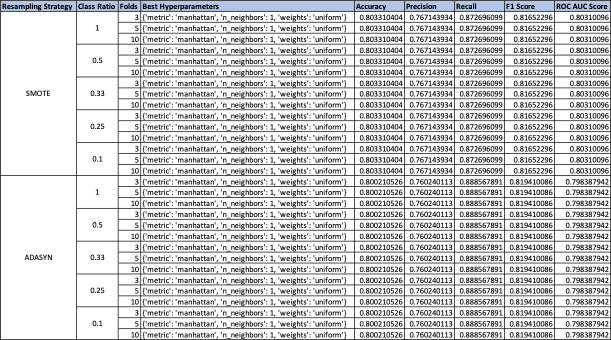 Resampling Strategy Class Ratio Folds Best Hyperparameters Accuracy Precision Recall F1 Score ROC AUC Score
SMOTE
1
3 {'metric': 'manhattan', 'n_neighbors': 1, 'weights': 'uniform'} 0.803310404 0.767143934 0.872696099 0.81652296 0.80310096
5 {'metric': 'manhattan', 'n_neighbors': 1, 'weights': 'uniform'} 0.803310404 0.767143934 0.872696099 0.81652296 0.80310096
10 {'metric': 'manhattan', 'n_neighbors': 1, 'weights': 'uniform'} 0.803310404 0.767143934 0.872696099 0.81652296 0.80310096
0.5
3 {'metric': 'manhattan', 'n_neighbors': 1, 'weights': 'uniform'} 0.803310404 0.767143934 0.872696099 0.81652296 0.80310096
5 {'metric': 'manhattan', 'n_neighbors': 1, 'weights': 'uniform'} 0.803310404 0.767143934 0.872696099 0.81652296 0.80310096
10 {'metric': 'manhattan', 'n_neighbors': 1, 'weights': 'uniform'} 0.803310404 0.767143934 0.872696099 0.81652296 0.80310096
0.33
3 {'metric': 'manhattan', 'n_neighbors': 1, 'weights': 'uniform'} 0.803310404 0.767143934 0.872696099 0.81652296 0.80310096
5 {'metric': 'manhattan', 'n_neighbors': 1, 'weights': 'uniform'} 0.803310404 0.767143934 0.872696099 0.81652296 0.80310096
10 {'metric': 'manhattan', 'n_neighbors': 1, 'weights': 'uniform'} 0.803310404 0.767143934 0.872696099 0.81652296 0.80310096
0.25
3 {'metric': 'manhattan', 'n_neighbors': 1, 'weights': 'uniform'} 0.803310404 0.767143934 0.872696099 0.81652296 0.80310096
5 {'metric': 'manhattan', 'n_neighbors': 1, 'weights': 'uniform'} 0.803310404 0.767143934 0.872696099 0.81652296 0.80310096
10 {'metric': 'manhattan', 'n_neighbors': 1, 'weights': 'uniform'} 0.803310404 0.767143934 0.872696099 0.81652296 0.80310096
0.1
3 {'metric': 'manhattan', 'n_neighbors': 1, 'weights': 'uniform'} 0.803310404 0.767143934 0.872696099 0.81652296 0.80310096
5 {'metric': 'manhattan', 'n_neighbors': 1, 'weights': 'uniform'} 0.803310404 0.767143934 0.872696099 0.81652296 0.80310096
10 {'metric': 'manhattan', 'n_neighbors': 1, 'weights': 'uniform'} 0.803310404 0.767143934 0.872696099 0.81652296 0.80310096
ADASYN
1
3 {'metric': 'manhattan', 'n_neighbors': 1, 'weights': 'uniform'} 0.800210526 0.760240113 0.888567891 0.819410086 0.798387942
5 {'metric': 'manhattan', 'n_neighbors': 1, 'weights': 'uniform'} 0.800210526 0.760240113 0.888567891 0.819410086 0.798387942
10 {'metric': 'manhattan', 'n_neighbors': 1, 'weights': 'uniform'} 0.800210526 0.760240113 0.888567891 0.819410086 0.798387942
0.5
3 {'metric': 'manhattan', 'n_neighbors': 1, 'weights': 'uniform'} 0.800210526 0.760240113 0.888567891 0.819410086 0.798387942
5 {'metric': 'manhattan', 'n_neighbors': 1, 'weights': 'uniform'} 0.800210526 0.760240113 0.888567891 0.819410086 0.798387942
10 {'metric': 'manhattan', 'n_neighbors': 1, 'weights': 'uniform'} 0.800210526 0.760240113 0.888567891 0.819410086 0.798387942
0.33
3 {'metric': 'manhattan', 'n_neighbors': 1, 'weights': 'uniform'} 0.800210526 0.760240113 0.888567891 0.819410086 0.798387942
5 {'metric': 'manhattan', 'n_neighbors': 1, 'weights': 'uniform'} 0.800210526 0.760240113 0.888567891 0.819410086 0.798387942
10 {'metric': 'manhattan', 'n_neighbors': 1, 'weights': 'uniform'} 0.800210526 0.760240113 0.888567891 0.819410086 0.798387942
0.25
3 {'metric': 'manhattan', 'n_neighbors': 1, 'weights': 'uniform'} 0.800210526 0.760240113 0.888567891 0.819410086 0.798387942
5 {'metric': 'manhattan', 'n_neighbors': 1, 'weights': 'uniform'} 0.800210526 0.760240113 0.888567891 0.819410086 0.798387942
10 {'metric': 'manhattan', 'n_neighbors': 1, 'weights': 'uniform'} 0.800210526 0.760240113 0.888567891 0.819410086 0.798387942
0.1
3 {'metric': 'manhattan', 'n_neighbors': 1, 'weights': 'uniform'} 0.800210526 0.760240113 0.888567891 0.819410086 0.798387942
5 {'metric': 'manhattan', 'n_neighbors': 1, 'weights': 'uniform'} 0.800210526 0.760240113 0.888567891 0.819410086 0.798387942
10 {'metric': 'manhattan', 'n_neighbors': 1, 'weights': 'uniform'} 0.800210526 0.760240113 0.888567891 0.819410086 0.798387942